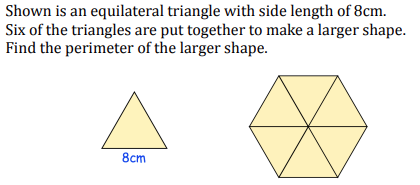 Shown is an equilateral triangle with side length of 8cm.
Six of the triangles are put together to make a larger shape.
Find the perimeter of the larger shape.
8cm